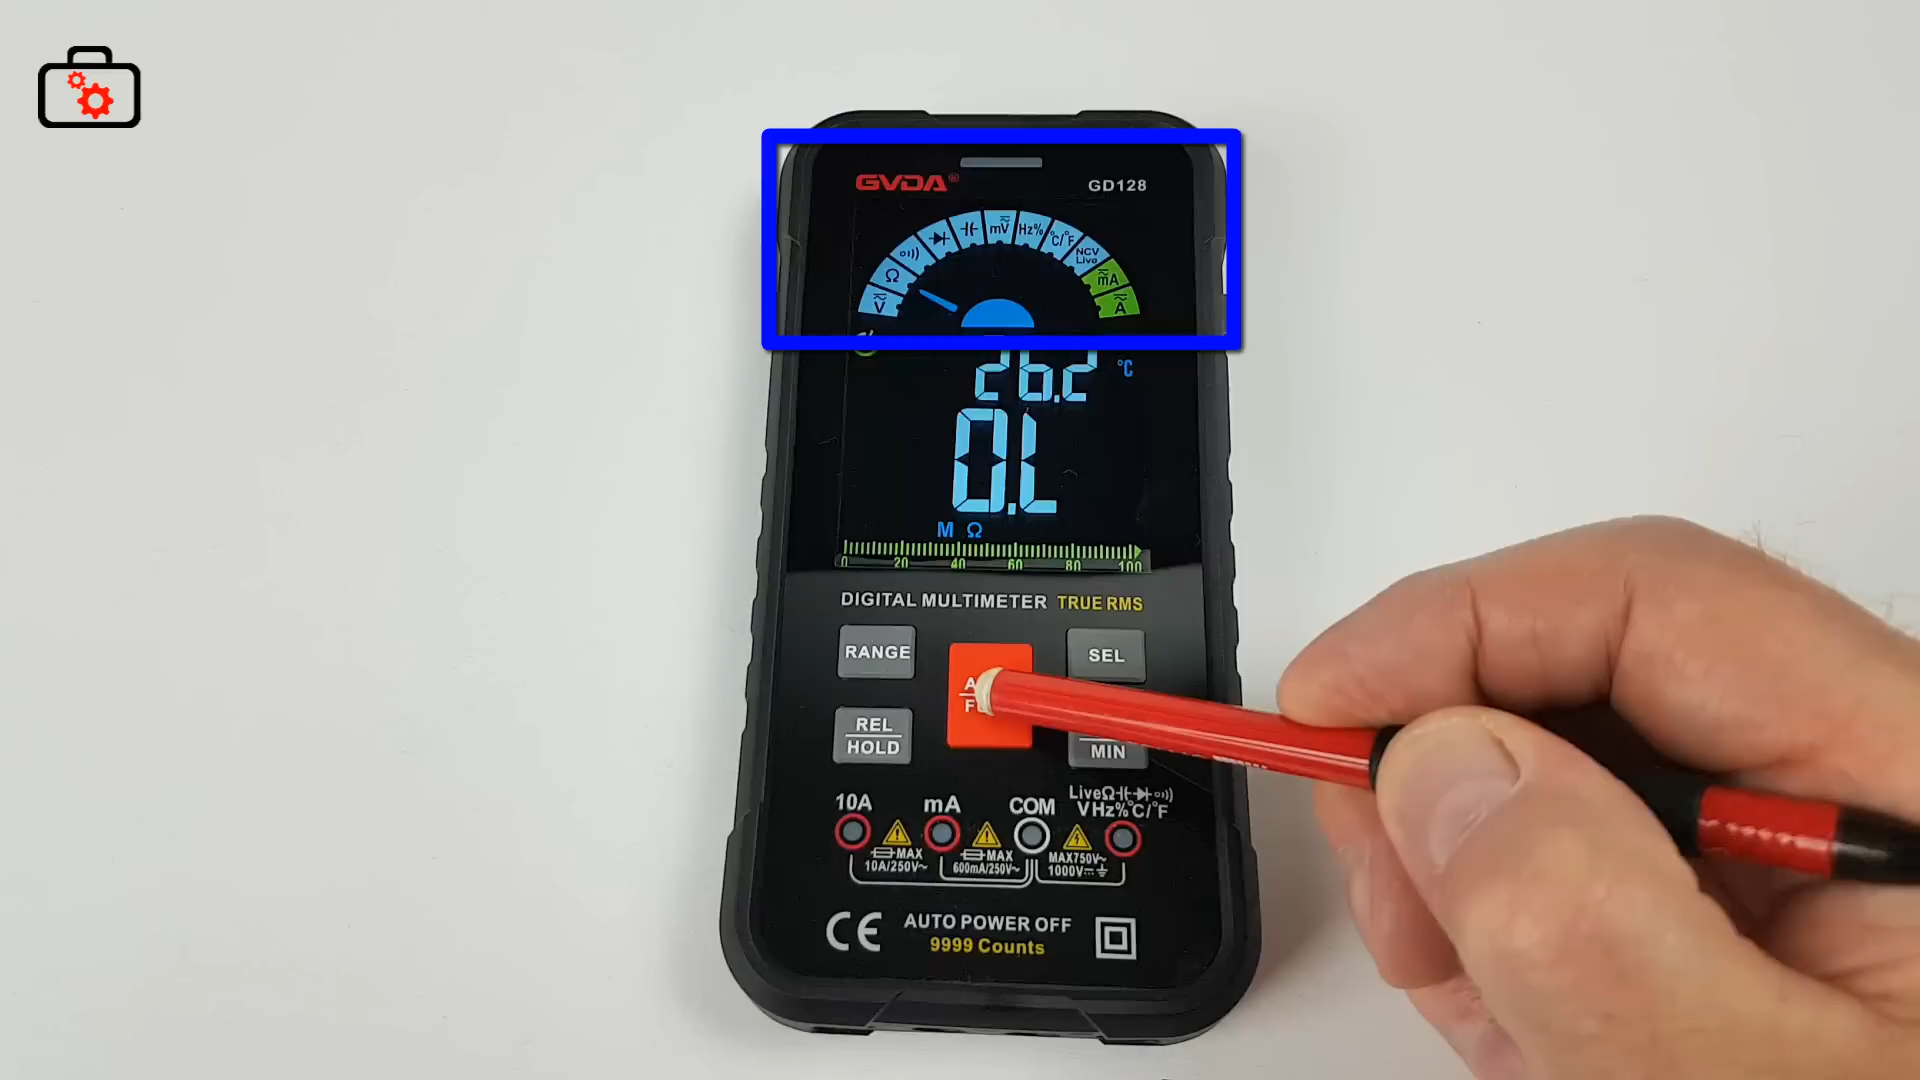 GVDA®
GD128
V Ω mV Hz% °C/°F NCV Live mA A
26.2 °C
0.L
M Ω
0 20 40 60 80 100
DIGITAL MULTIMETER TRUE RMS
RANGE
SEL
REL
HOLD
MIN
10A mA COM LiveΩ
VHz%°C/°F
MAX
10A/250V~
MAX
600mA/250V~
MAX750V~
1000V
CE
AUTO POWER OFF
9999 Counts